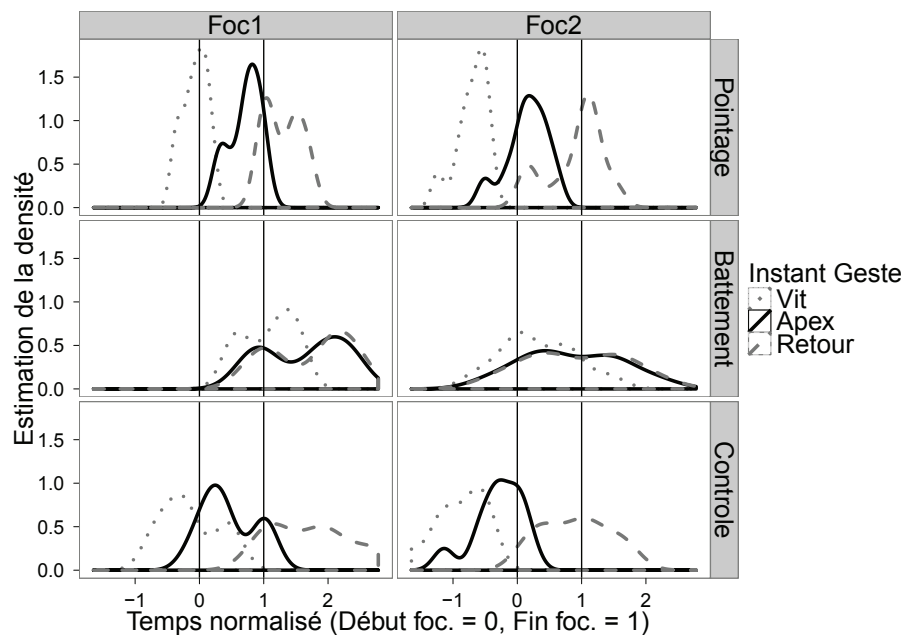 Foc1
Foc2
1.5
1.0
0.5
0.0
Pointage
1.5
1.0
0.5
0.0
Battement
1.5
1.0
0.5
0.0
Controle
Estimation de la densité
−1
0
1
2
−1
0
1
2
Temps normalisé (Début foc. = 0, Fin foc. = 1)
Instant Geste
Vit
Apex
Retour